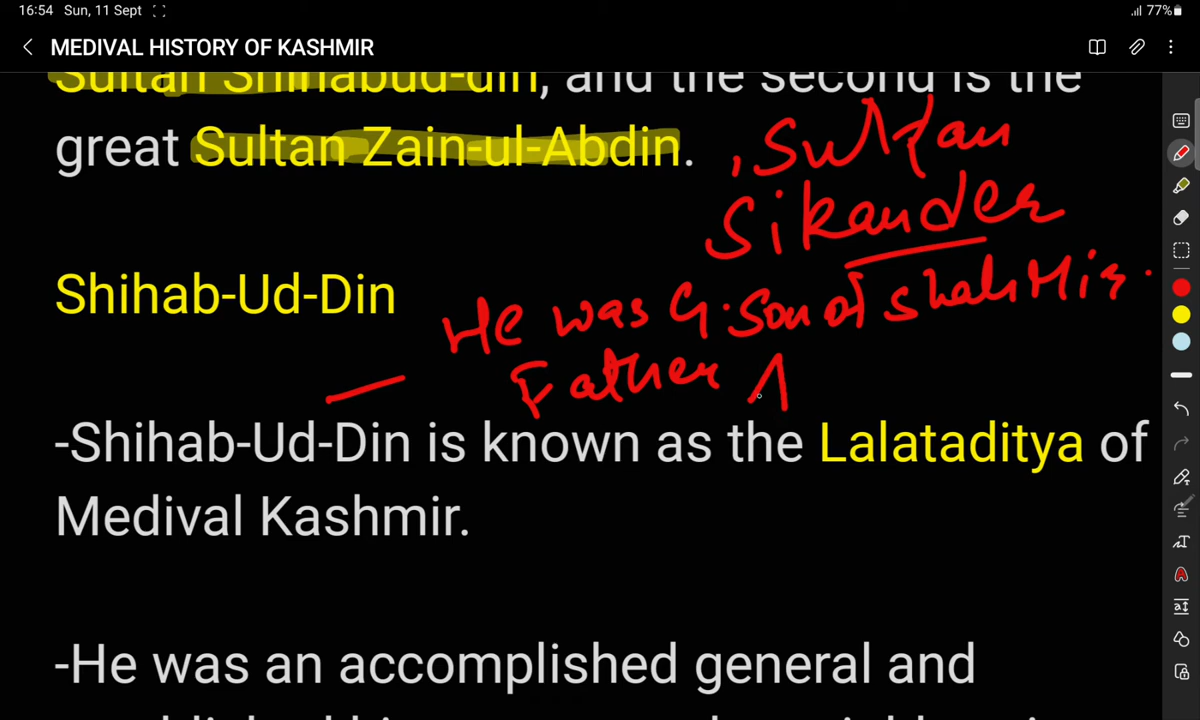 16:54 Sun, 11 Sept 77%
MEDIVAL HISTORY OF KASHMIR
Sultan Shihabud-din, and the second is the
great Sultan Zain-ul-Abdin.
, Sultan
Sikander
Shihab-Ud-Din
He was G.Son of Shah Mir.
Father A
-Shihab-Ud-Din is known as the Lalataditya of
Medival Kashmir.
-He was an accomplished general and